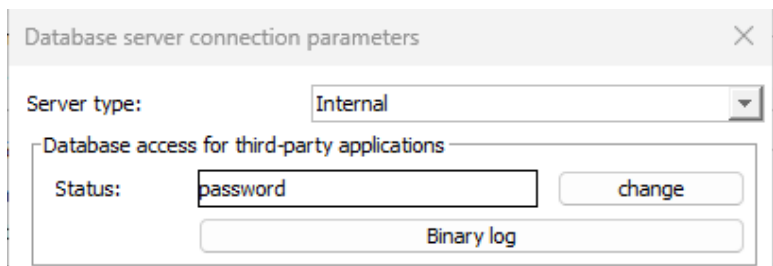 Database server connection parameters
Server type: Internal
Database access for third-party applications
Status: password change
Binary log